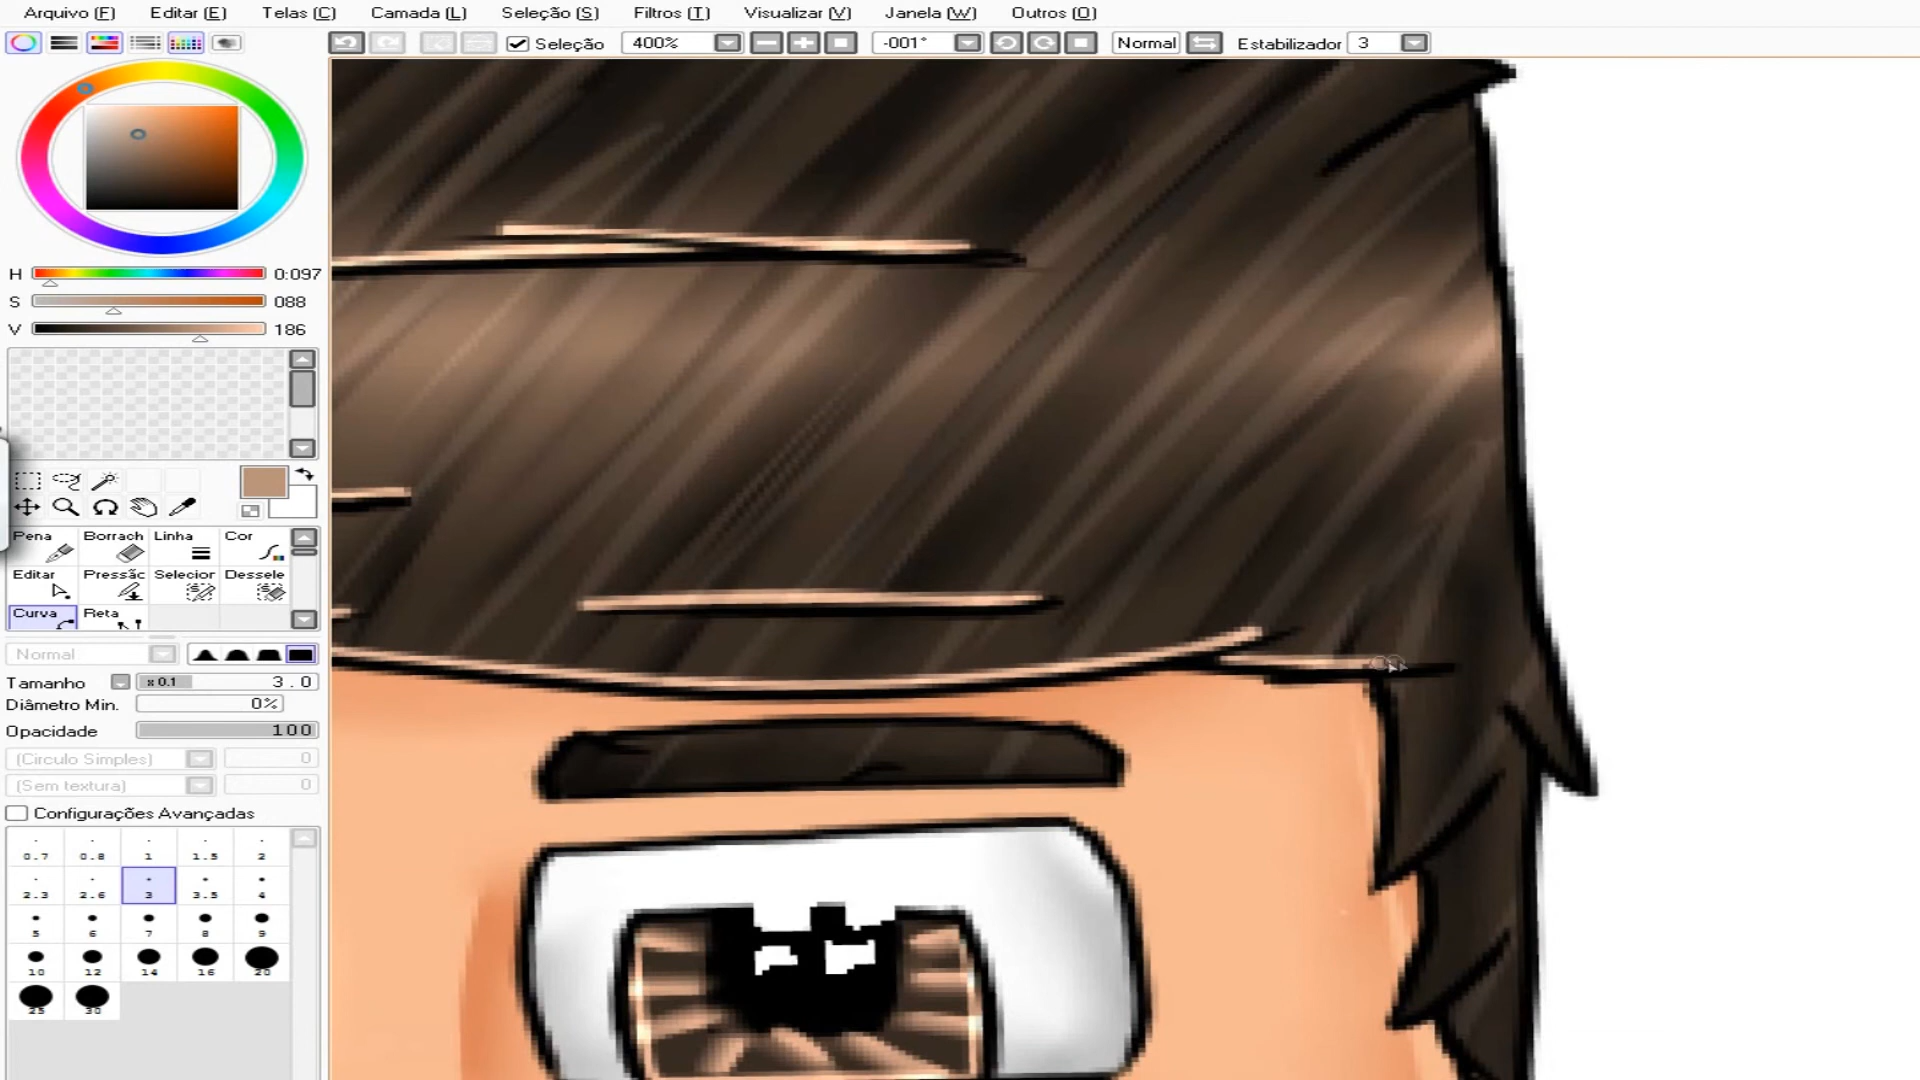 Arquivo (F) Editar (E) Telas (C) Camada (L) Seleção (S) Filtros (T) Visualizar (V) Janela (W) Outros (O)
Seleção 400% -001° Normal Estabilizador 3
H 0:097
S 088
V 186
Pena Borrach Linha Cor
Editar Pressãc Selecior Dessele
Curva Reta
Normal
Tamanho x 0.1 3.0
Diâmetro Min. 0%
Opacidade 100
(Circulo Simples) 0
(Sem textura) 0
Configurações Avançadas
0.7 0.8 1 1.5 2
2.3 2.6 3 3.5 4
5 6 7 8 9
10 12 14 16 20
25 30